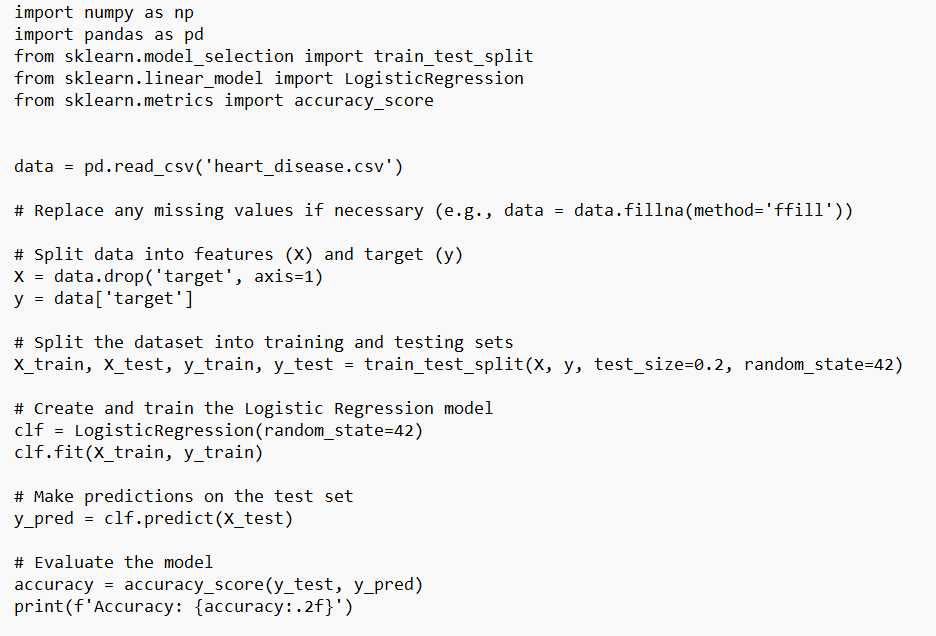 import numpy as np
import pandas as pd
from sklearn.model_selection import train_test_split
from sklearn.linear_model import LogisticRegression
from sklearn.metrics import accuracy_score
data = pd.read_csv('heart_disease.csv')
# Replace any missing values if necessary (e.g., data = data.fillna(method='ffill'))
# Split data into features (X) and target (y)
X = data.drop('target', axis=1)
y = data['target']
# Split the dataset into training and testing sets
X_train, X_test, y_train, y_test = train_test_split(X, y, test_size=0.2, random_state=42)
# Create and train the Logistic Regression model
clf = LogisticRegression(random_state=42)
clf.fit(X_train, y_train)
# Make predictions on the test set
y_pred = clf.predict(X_test)
# Evaluate the model
accuracy = accuracy_score(y_test, y_pred)
print(f'Accuracy: {accuracy:.2f}')